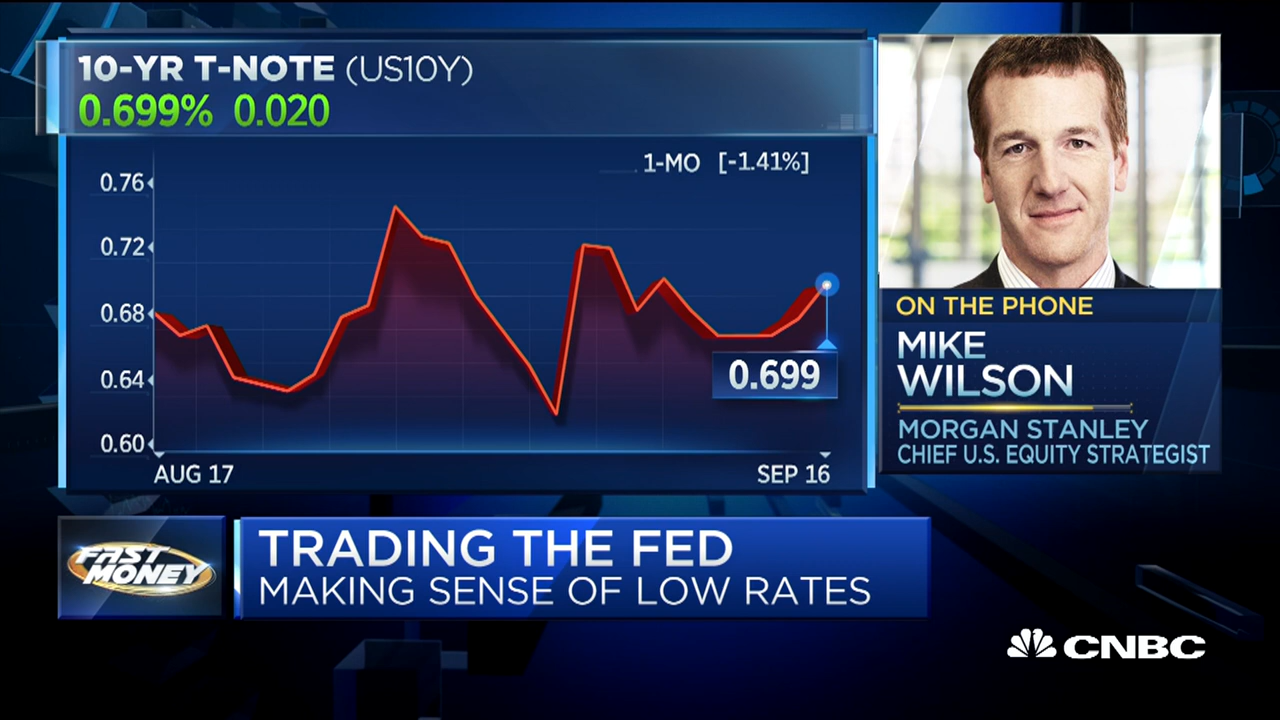 10-YR T-NOTE (US10Y)
0.699% 0.020
1-MO [-1.41%]
0.76
0.72
0.68
0.64
0.60
0.699
AUG 17
SEP 16
ON THE PHONE
MIKE
WILSON
MORGAN STANLEY
CHIEF U.S. EQUITY STRATEGIST
FAST
MONEY
TRADING THE FED
MAKING SENSE OF LOW RATES
CNBC